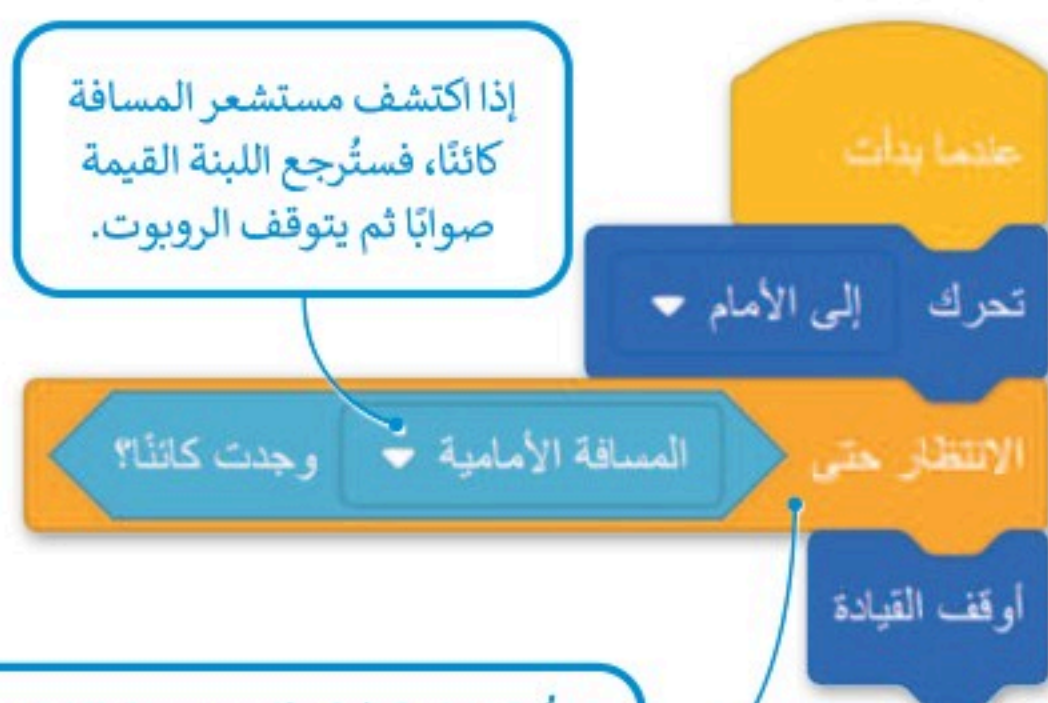 إذا اكتشف مستشعر المسافة
كائنًا، فستُرجع اللبنة القيمة
صوابًا ثم يتوقف الروبوت.
عندما بدأت
تحرك إلى الأمام
الانتظار حتى المسافة الأمامية وجدت كائنًا؟
أوقف القيادة